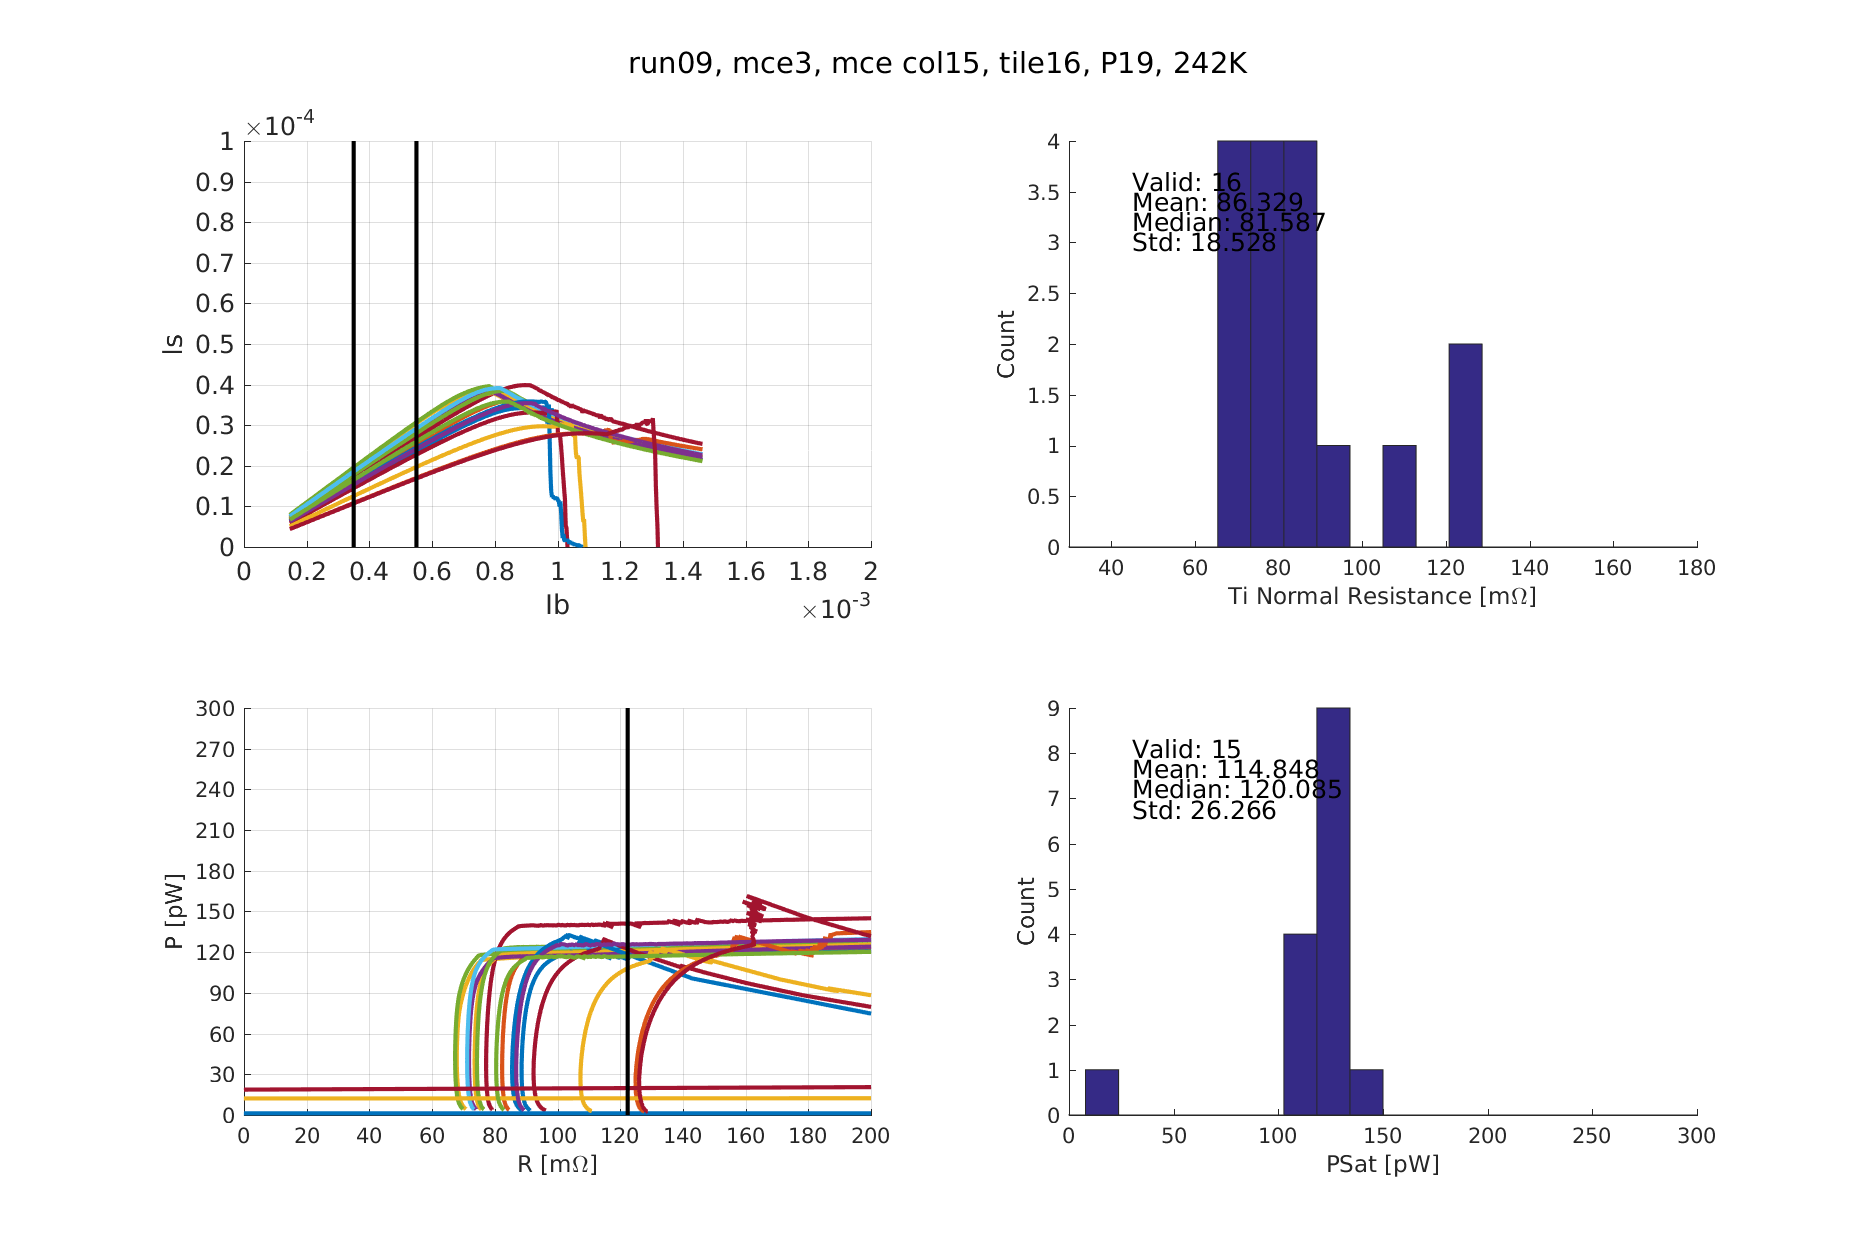 run09, mce3, mce col15, tile16, P19, 242K
×10-4
1
0.9
0.8
0.7
0.6
0.5
0.4
0.3
0.2
0.1
0
Is
0 0.2 0.4 0.6 0.8 1 1.2 1.4 1.6 1.8 2
Ib
×10-3
4
3.5
3
2.5
2
1.5
1
0.5
0
Count
Valid: 16
Mean: 86.329
Median: 81.587
Std: 18.528
40 60 80 100 120 140 160 180
Ti Normal Resistance [mΩ]
300
270
240
210
180
150
120
90
60
30
0
P [pW]
0 20 40 60 80 100 120 140 160 180 200
R [mΩ]
9
8
7
6
5
4
3
2
1
0
Count
Valid: 15
Mean: 114.848
Median: 120.085
Std: 26.266
0 50 100 150 200 250 300
PSat [pW]